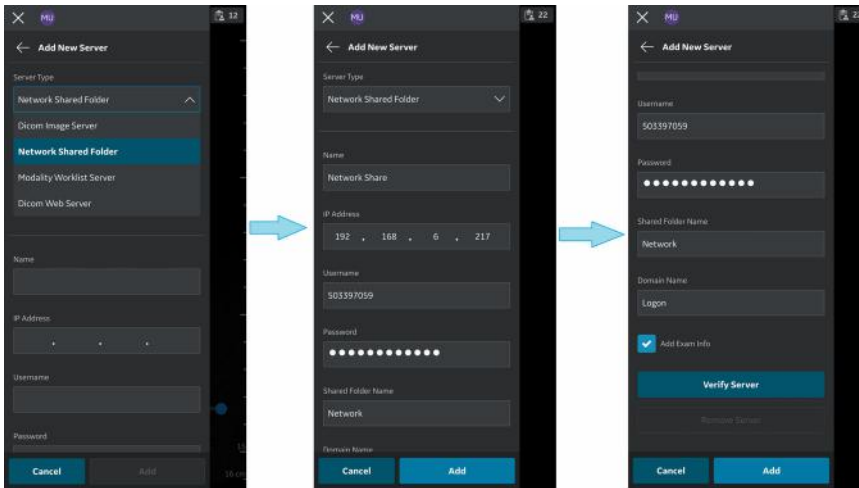 MU
12
Add New Server
Server Type
Network Shared Folder
Dicom Image Server
Network Shared Folder
Modality Worklist Server
Dicom Web Server
Name
IP Address
. . .
Username
Password
Cancel Add
15
16 cm
MU
22
Add New Server
Server Type
Network Shared Folder
Name
Network Share
IP Address
192 . 168 . 6 . 217
Username
503397059
Password
Shared Folder Name
Network
Domain Name
Cancel Add
MU
22
Add New Server
Username
503397059
Password
Shared Folder Name
Network
Domain Name
Logon
Add Exam Info
Verify Server
Remove Server
Cancel Add